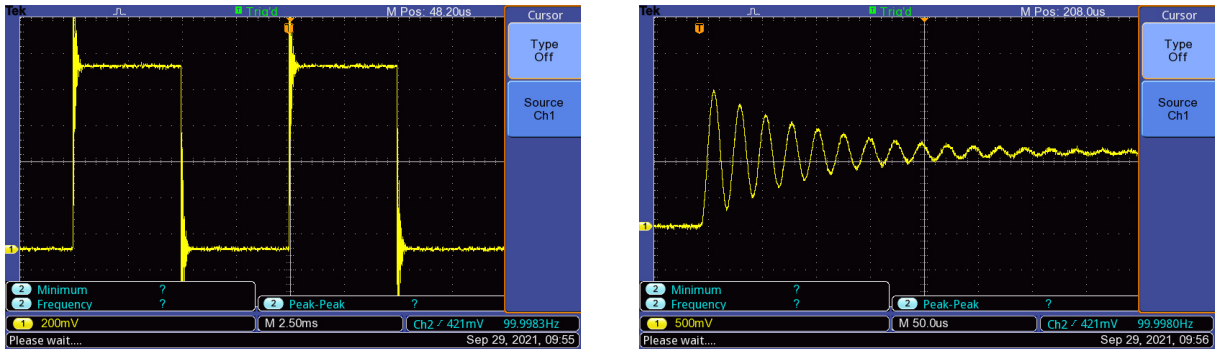 Tek
Trig'd
M Pos: 48.20us
Cursor
T
Type
Off
Source
Ch1
1
2 Minimum ?
2 Frequency ?
2 Peak-Peak ?
1 200mV
M 2.50ms
Ch2 421mV 99.9983Hz
Please wait....
Sep 29, 2021, 09:55
Tek
Trig'd
M Pos: 208.0us
Cursor
T
Type
Off
Source
Ch1
1
2 Minimum ?
2 Frequency ?
2 Peak-Peak ?
1 500mV
M 50.0us
Ch2 421mV 99.9980Hz
Please wait....
Sep 29, 2021, 09:56